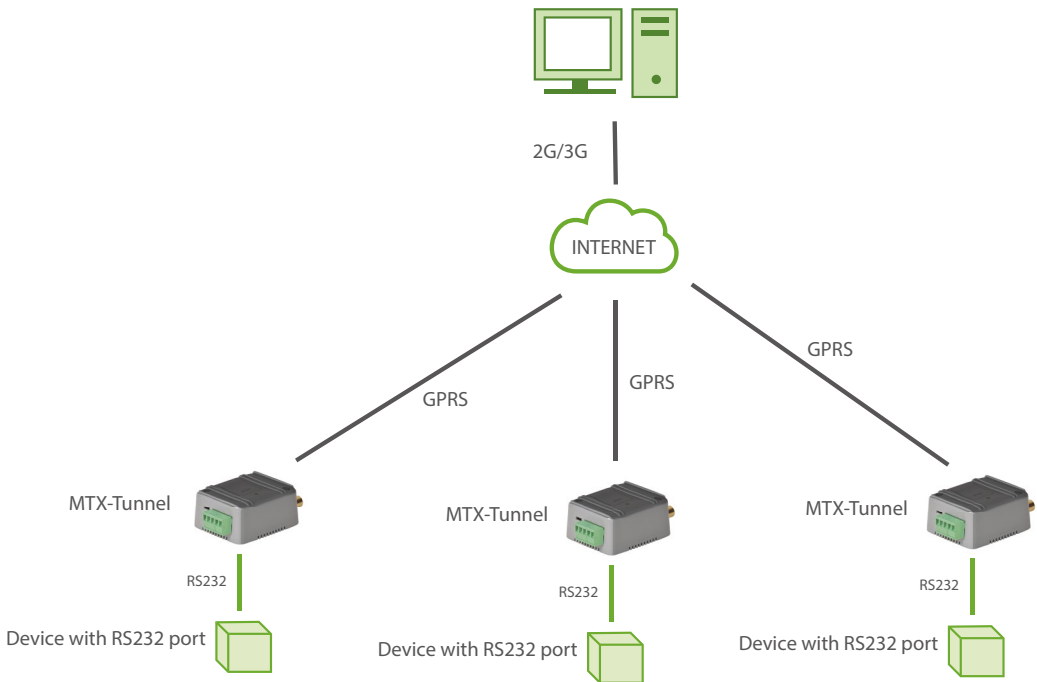 2G/3G
INTERNET
GPRS
GPRS
GPRS
MTX-Tunnel
MTX-Tunnel
MTX-Tunnel
RS232
RS232
RS232
Device with RS232 port
Device with RS232 port
Device with RS232 port